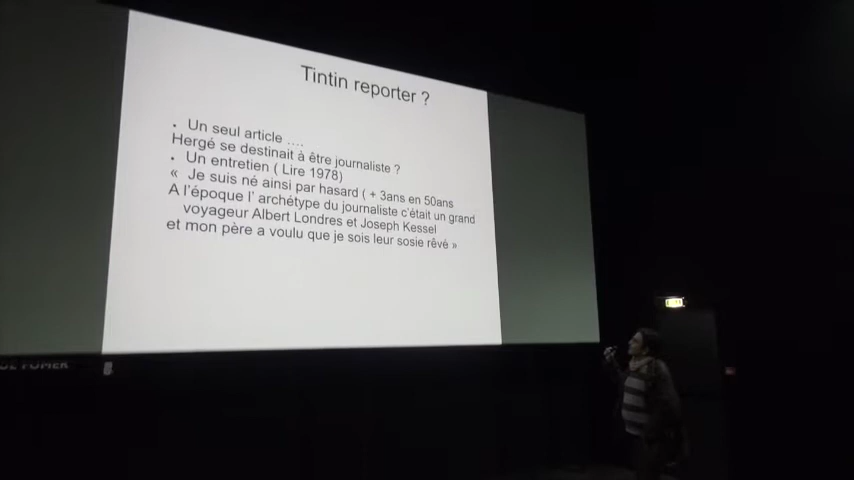 Tintin reporter ?
• Un seul article ....
Hergé se destinait à être journaliste ?
• Un entretien ( Lire 1978)
« Je suis né ainsi par hasard ( + 3ans en 50ans
A l'époque l' archétype du journaliste c'était un grand
voyageur Albert Londres et Joseph Kessel
et mon père a voulu que je sois leur sosie rêvé »
FUMER